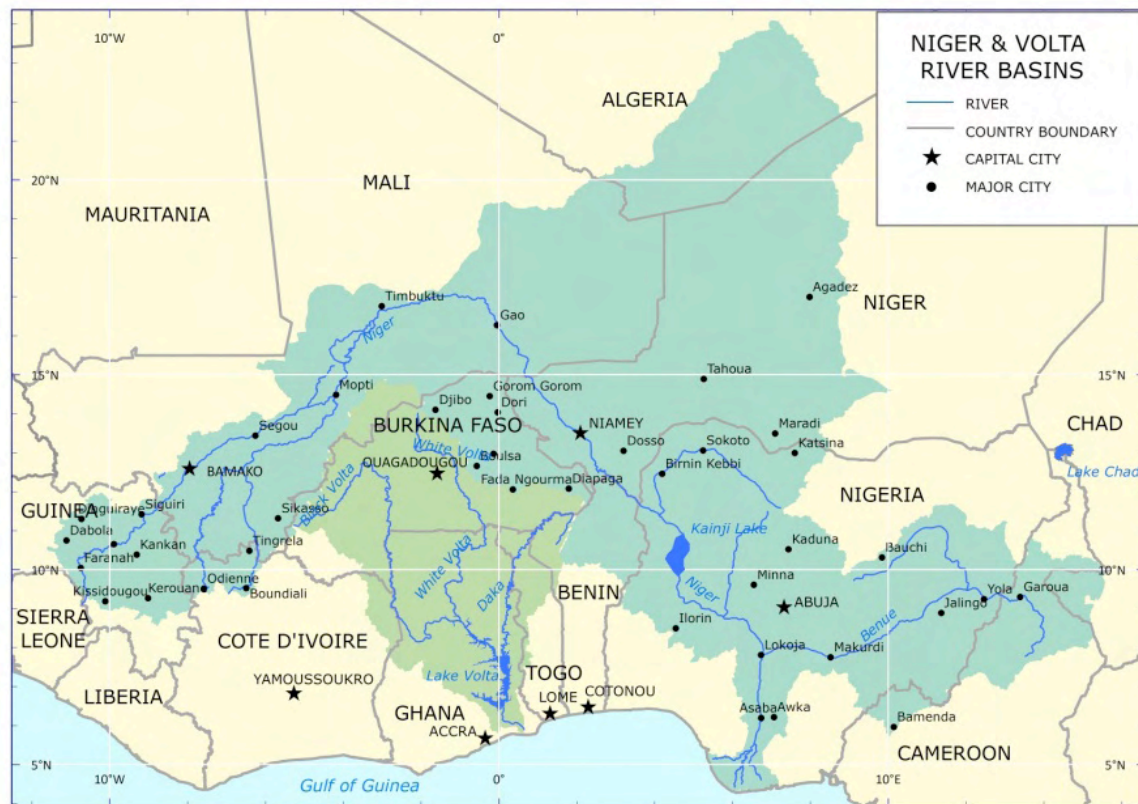 10°W
0°
NIGER & VOLTA
RIVER BASINS
RIVER
COUNTRY BOUNDARY
CAPITAL CITY
MAJOR CITY
ALGERIA
20°N
20°N
MALI
MAURITANIA
Agadez
NIGER
Timbuktu
Gao
Niger
15°N
15°N
Tahoua
Mopti
Gorom Gorom
Djibo
Dori
BURKINA FASO
NIAMEY
Maradi
CHAD
Segou
White Volta
Dosso
Sokoto
Katsina
BAMAKO
OUAGADOUGOU
Boulsa
Birnin Kebbi
Lake Chad
Black Volta
Fada Ngourma
Diapaga
GUINEA
Siguiri
Sikasso
NIGERIA
Dabola
Kainji Lake
Kankan
Tingrela
Kaduna
Bauchi
Faranah
White Volta
10°N
Kissidougou
Kerouan
Odienne
Boundiali
Daka
BENIN
Niger
Minna
ABUJA
Yola
Garoua
SIERRA
LEONE
COTE D'IVOIRE
Ilorin
Benue
Jalingo
Lokoja
Makurdi
LIBERIA
YAMOUSSOUKRO
Lake Volta
TOGO
LOME
COTONOU
GHANA
ACCRA
Asaba
Awka
Bamenda
CAMEROON
5°N
5°N
Gulf of Guinea
10°W
0°
10°E